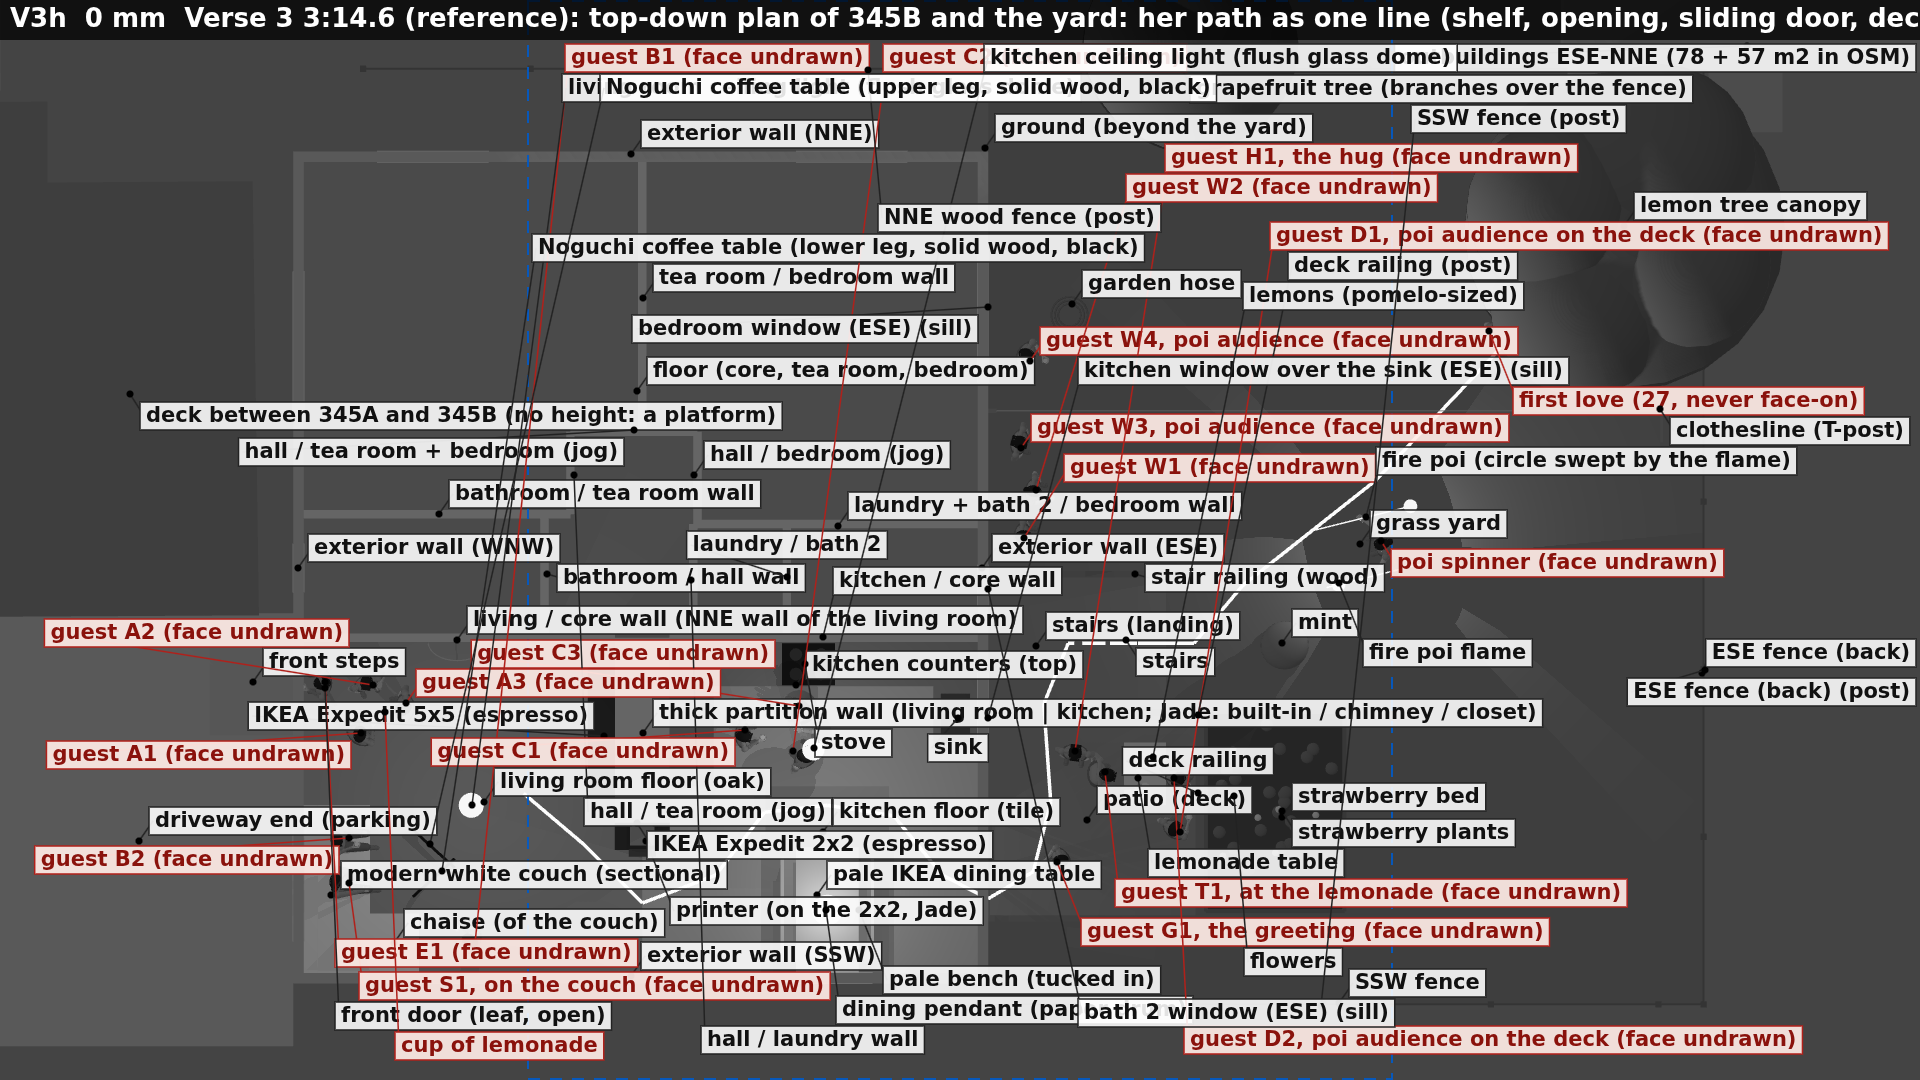 V3h 0 mm Verse 3 3:14.6 (reference): top-down plan of 345B and the yard: her path as one line (shelf, opening, sliding door, dec
guest B1 (face undrawn)
guest C
kitchen ceiling light (flush glass dome)
uildings ESE-NNE (78 + 57 m2 in OSM)
liv
Noguchi coffee table (upper leg, solid wood, black)
rapefruit tree (branches over the fence)
SSW fence (post)
exterior wall (NNE)
ground (beyond the yard)
guest H1, the hug (face undrawn)
guest W2 (face undrawn)
lemon tree canopy
NNE wood fence (post)
guest D1, poi audience on the deck (face undrawn)
Noguchi coffee table (lower leg, solid wood, black)
deck railing (post)
tea room / bedroom wall
garden hose
lemons (pomelo-sized)
bedroom window (ESE) (sill)
guest W4, poi audience (face undrawn)
floor (core, tea room, bedroom)
kitchen window over the sink (ESE) (sill)
first love (27, never face-on)
deck between 345A and 345B (no height: a platform)
guest W3, poi audience (face undrawn)
clothesline (T-post)
hall / tea room + bedroom (jog)
hall / bedroom (jog)
guest W1 (face undrawn)
fire poi (circle swept by the flame)
bathroom / tea room wall
laundry + bath 2 / bedroom wall
grass yard
exterior wall (WNW)
laundry / bath 2
exterior wall (ESE)
poi spinner (face undrawn)
bathroom / hall wall
kitchen / core wall
stair railing (wood)
living / core wall (NNE wall of the living room)
stairs (landing)
mint
guest A2 (face undrawn)
front steps
guest C3 (face undrawn)
kitchen counters (top)
stairs
fire poi flame
ESE fence (back)
guest A3 (face undrawn)
ESE fence (back) (post)
IKEA Expedit 5x5 (espresso)
thick partition wall (living room | kitchen; Jade: built-in / chimney / closet)
guest A1 (face undrawn)
guest C1 (face undrawn)
stove
sink
deck railing
living room floor (oak)
patio (deck)
strawberry bed
driveway end (parking)
hall / tea room (jog)
kitchen floor (tile)
strawberry plants
guest B2 (face undrawn)
IKEA Expedit 2x2 (espresso)
lemonade table
modern white couch (sectional)
pale IKEA dining table
guest T1, at the lemonade (face undrawn)
chaise (of the couch)
printer (on the 2x2, Jade)
guest G1, the greeting (face undrawn)
guest E1 (face undrawn)
exterior wall (SSW)
flowers
guest S1, on the couch (face undrawn)
pale bench (tucked in)
SSW fence
front door (leaf, open)
dining pendant (pap
bath 2 window (ESE) (sill)
cup of lemonade
hall / laundry wall
guest D2, poi audience on the deck (face undrawn)